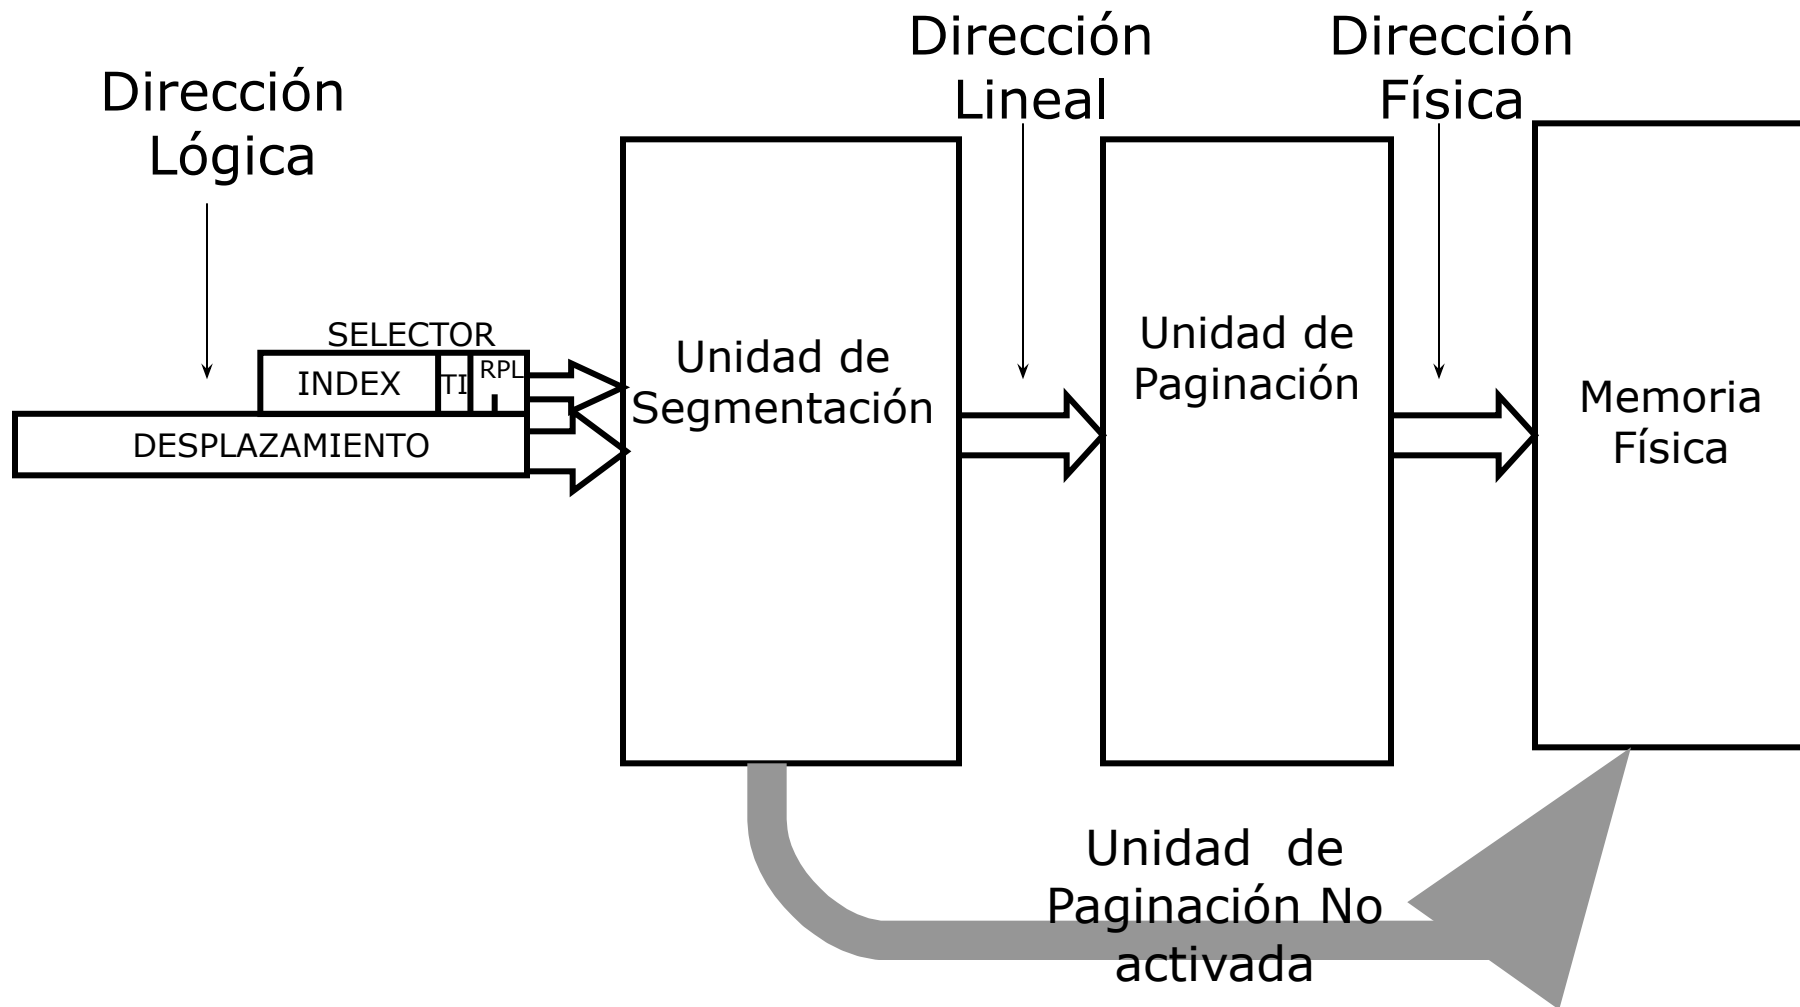 Dirección
Lógica
Dirección
Lineal
Dirección
Física
SELECTOR
INDEX
TI
RPL
DESPLAZAMIENTO
Unidad de
Segmentación
Unidad de
Paginación
Memoria
Física
Unidad de
Paginación No
activada